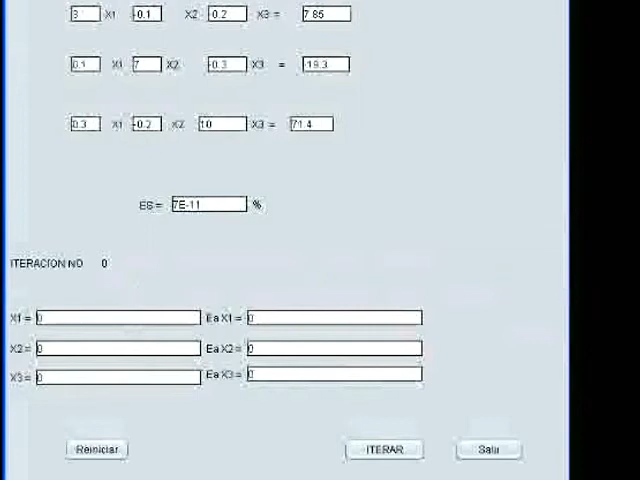 3 X1 -0.1 X2 -0.2 X3 = 7.85
0.1 X1 7 X2 -0.3 X3 = -19.3
0.3 X1 -0.2 X2 10 X3 = 71.4
ES = 7E-11 %
ITERACION NO 0
X1 = 0 Ea X1 = 0
X2 = 0 Ea X2 = 0
X3 = 0 Ea X3 = 0
Reiniciar ITERAR Salir